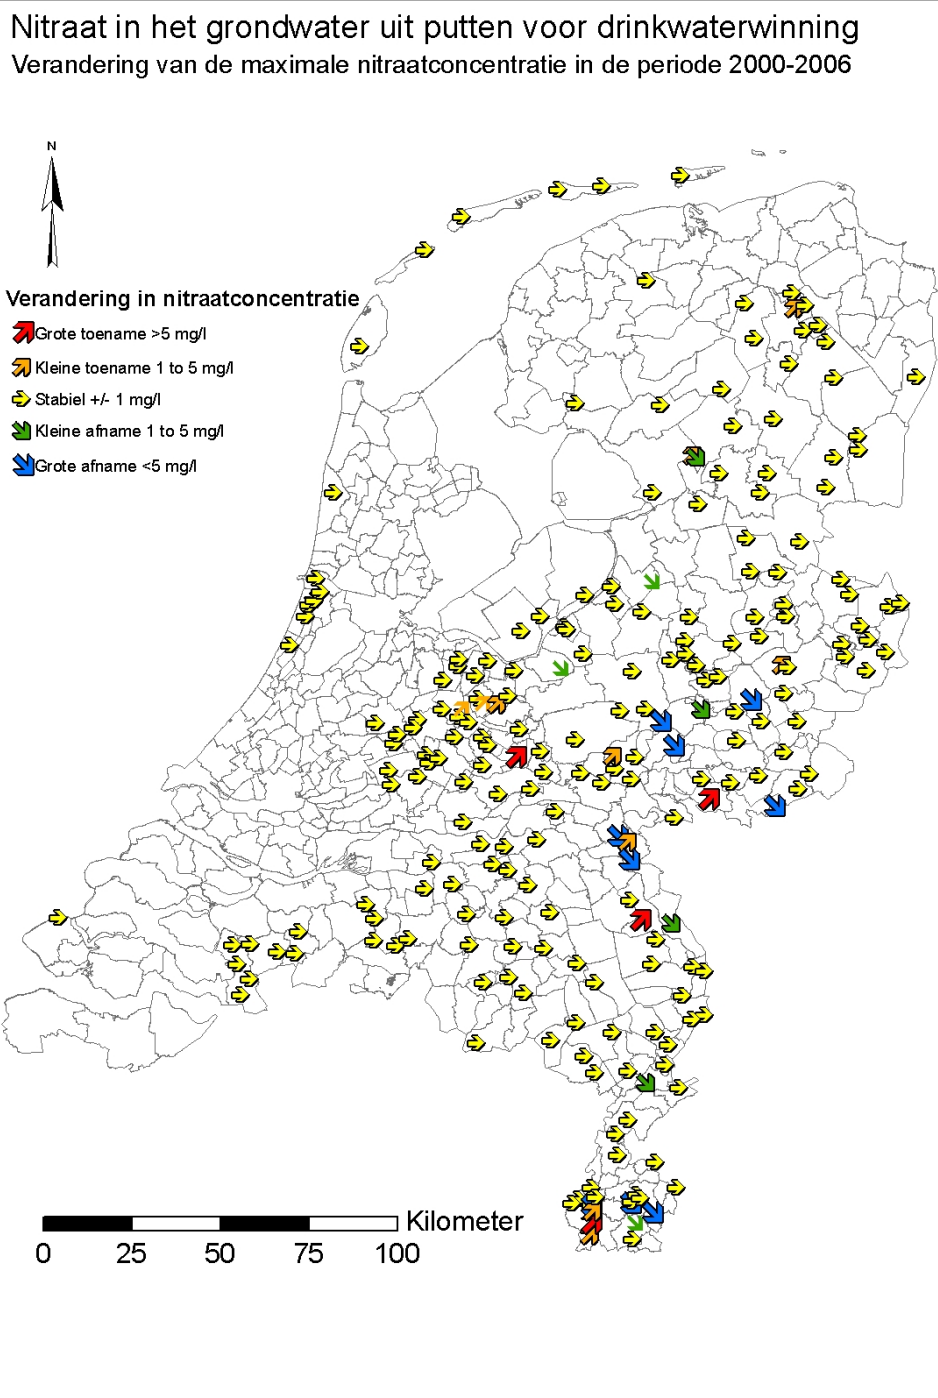 Nitraat in het grondwater uit putten voor drinkwaterwinning
Verandering van de maximale nitraatconcentratie in de periode 2000-2006
N
Verandering in nitraatconcentratie
Grote toename >5 mg/l
Kleine toename 1 to 5 mg/l
Stabiel +/- 1 mg/l
Kleine afname 1 to 5 mg/l
Grote afname <5 mg/l
Kilometer
0 25 50 75 100